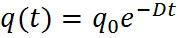 q(t) = q₀e⁻ᴰᵗ